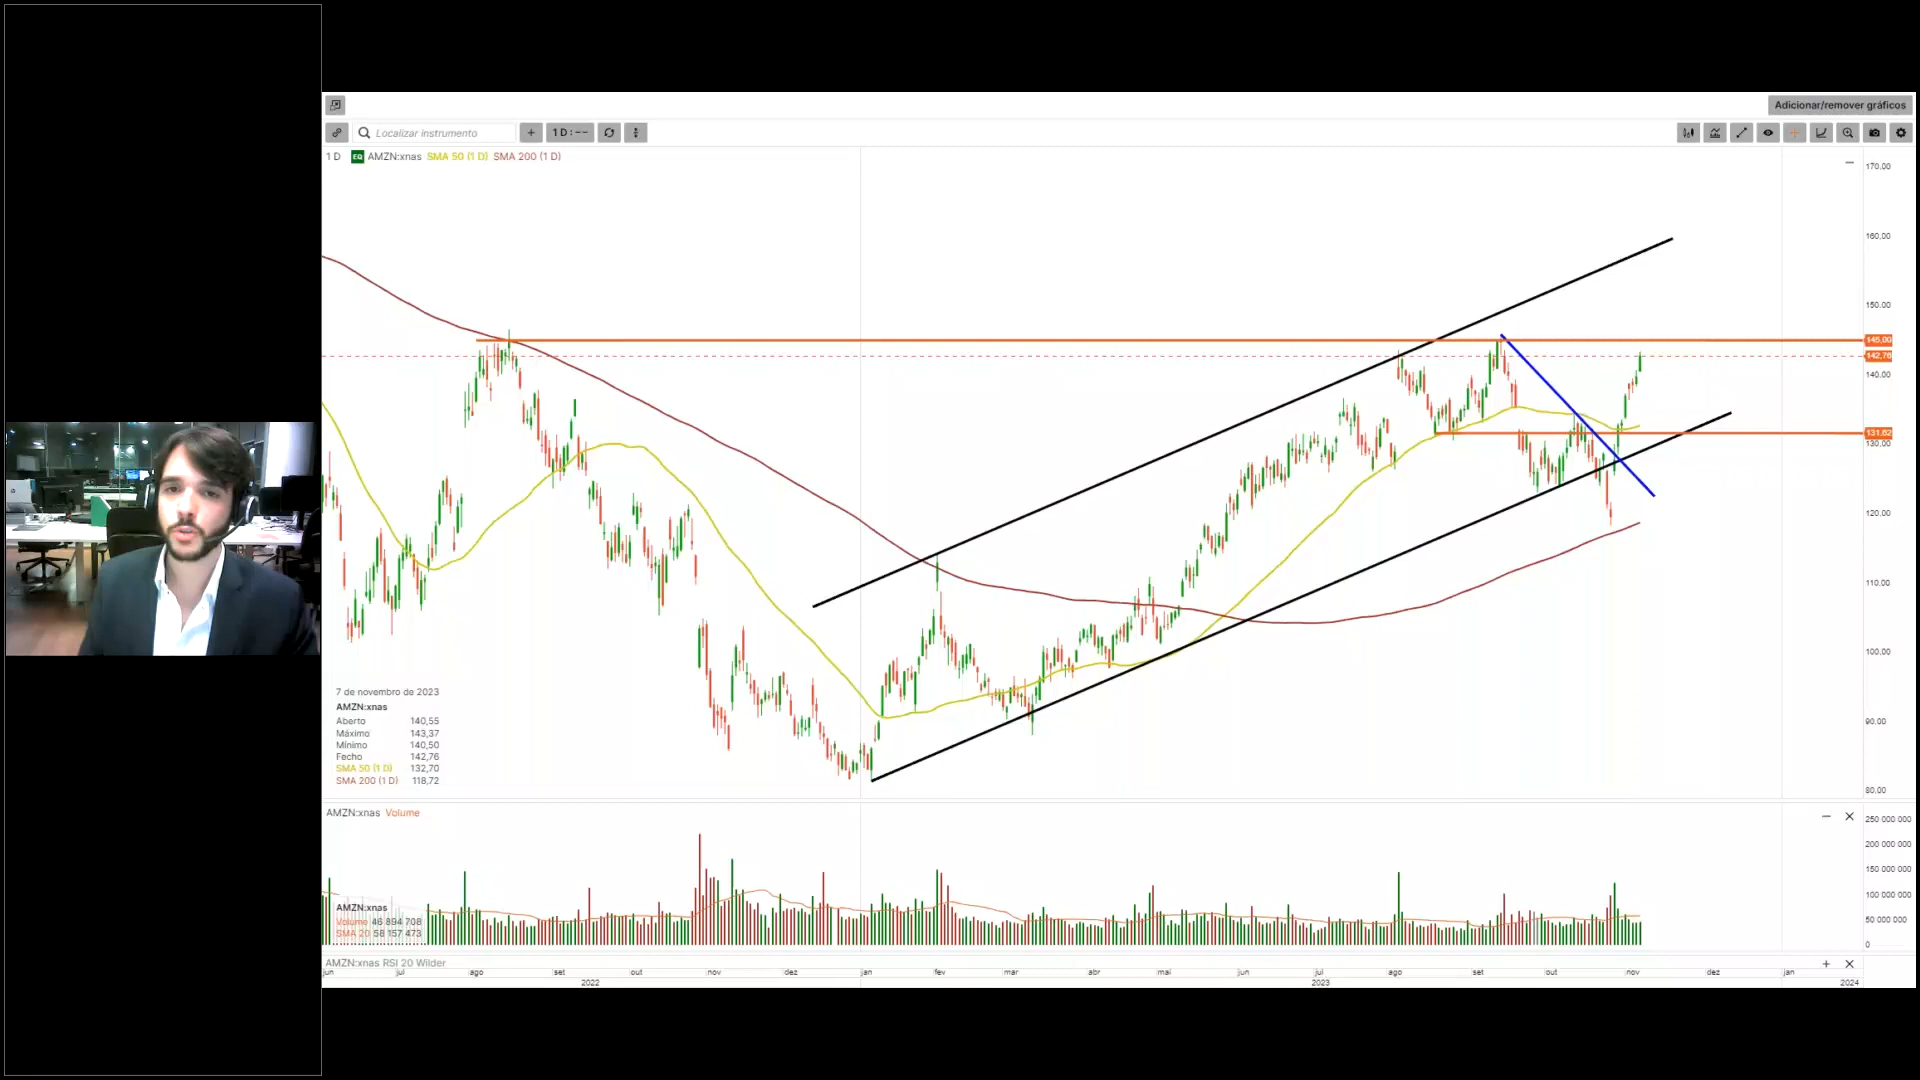 Adicionar/remover gráficos
Localizar instrumento
+ 1 D : – –
1 D EQ AMZN:xnas SMA 50 (1 D) SMA 200 (1 D)
170,00
160,00
150,00
145,00
142,76
140,00
131,62
130,00
120,00
110,00
100,00
90,00
80,00
7 de novembro de 2023
AMZN:xnas
Aberto 140,55
Máximo 143,37
Mínimo 140,50
Fecho 142,76
SMA 50 (1 D) 132,70
SMA 200 (1 D) 118,72
AMZN:xnas Volume
250 000 000
200 000 000
150 000 000
100 000 000
50 000 000
0
AMZN:xnas
Volume 46 894 708
SMA 20 58 157 473
AMZN:xnas RSI 20 Wilder
jun jul ago set out nov dez jan fev mar abr mai jun jul ago set out nov dez jan
2022 2023 2024